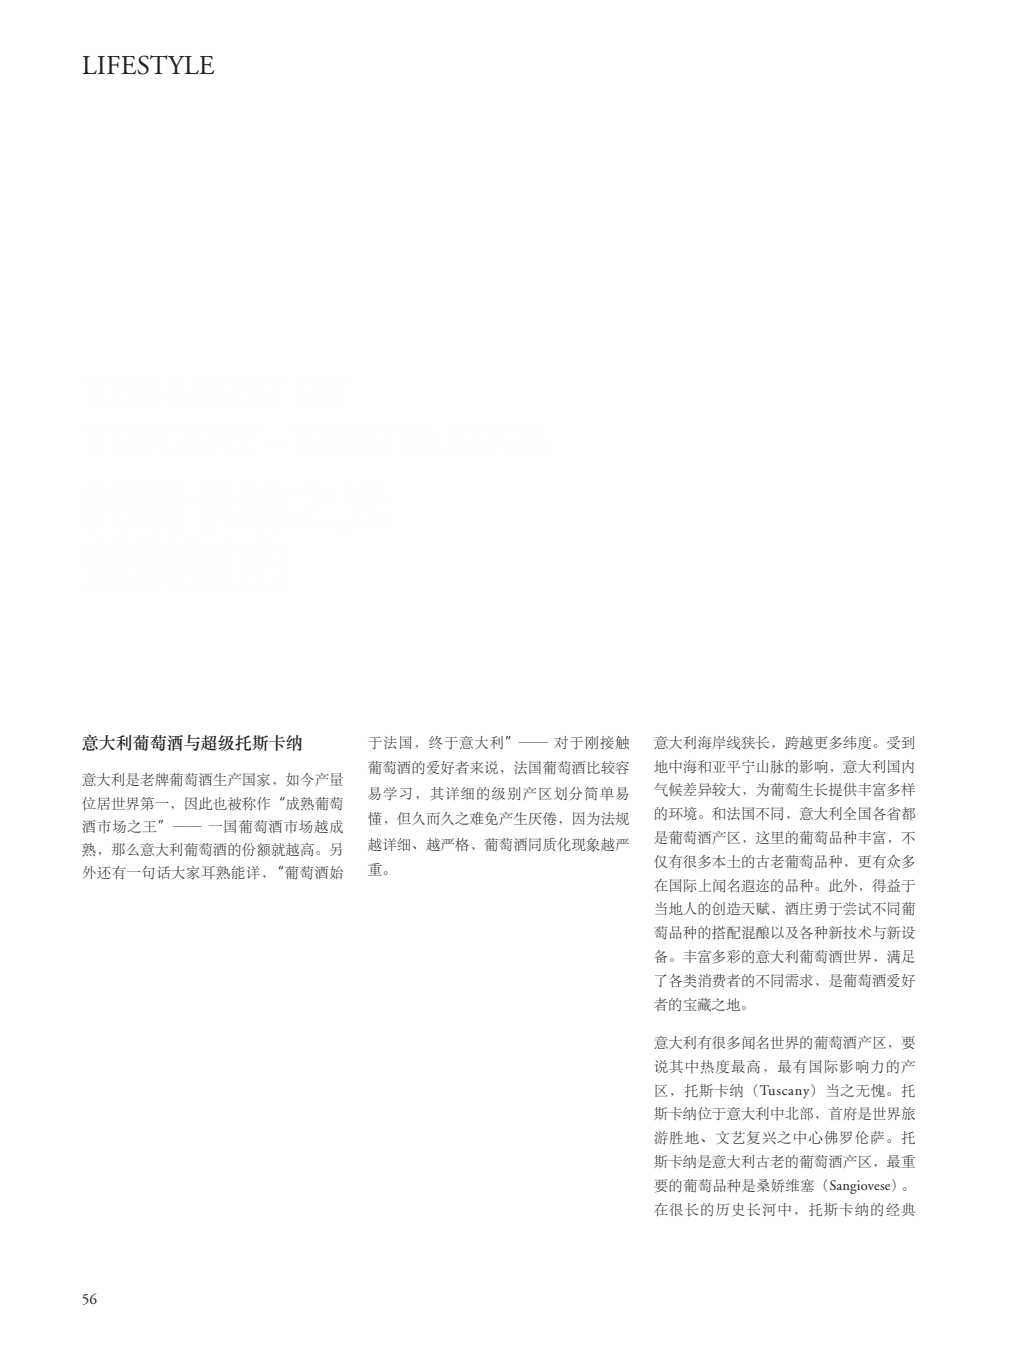 LIFESTYLE
意大利葡萄酒与超级托斯卡纳
意大利是老牌葡萄酒生产国家，如今产量
位居世界第一，因此也被称作“成熟葡萄
酒市场之王” —— 一国葡萄酒市场越成
熟，那么意大利葡萄酒的份额就越高。另
外还有一句话大家耳熟能详，“葡萄酒始
于法国，终于意大利” —— 对于刚接触
葡萄酒的爱好者来说，法国葡萄酒比较容
易学习，其详细的级别产区划分简单易
懂，但久而久之难免产生厌倦，因为法规
越详细、越严格，葡萄酒同质化现象越严
重。
意大利海岸线狭长，跨越更多纬度。受到
地中海和亚平宁山脉的影响，意大利国内
气候差异较大，为葡萄生长提供丰富多样
的环境。和法国不同，意大利全国各省都
是葡萄酒产区，这里的葡萄品种丰富，不
仅有很多本土的古老葡萄品种，更有众多
在国际上闻名遐迩的品种。此外，得益于
当地人的创造天赋，酒庄勇于尝试不同葡
萄品种的搭配混酿以及各种新技术与新设
备。丰富多彩的意大利葡萄酒世界，满足
了各类消费者的不同需求，是葡萄酒爱好
者的宝藏之地。
意大利有很多闻名世界的葡萄酒产区，要
说其中热度最高，最有国际影响力的产
区，托斯卡纳（Tuscany）当之无愧。托
斯卡纳位于意大利中北部，首府是世界旅
游胜地、文艺复兴之中心佛罗伦萨。托
斯卡纳是意大利古老的葡萄酒产区，最重
要的葡萄品种是桑娇维塞（Sangiovese）。
在很长的历史长河中，托斯卡纳的经典
56